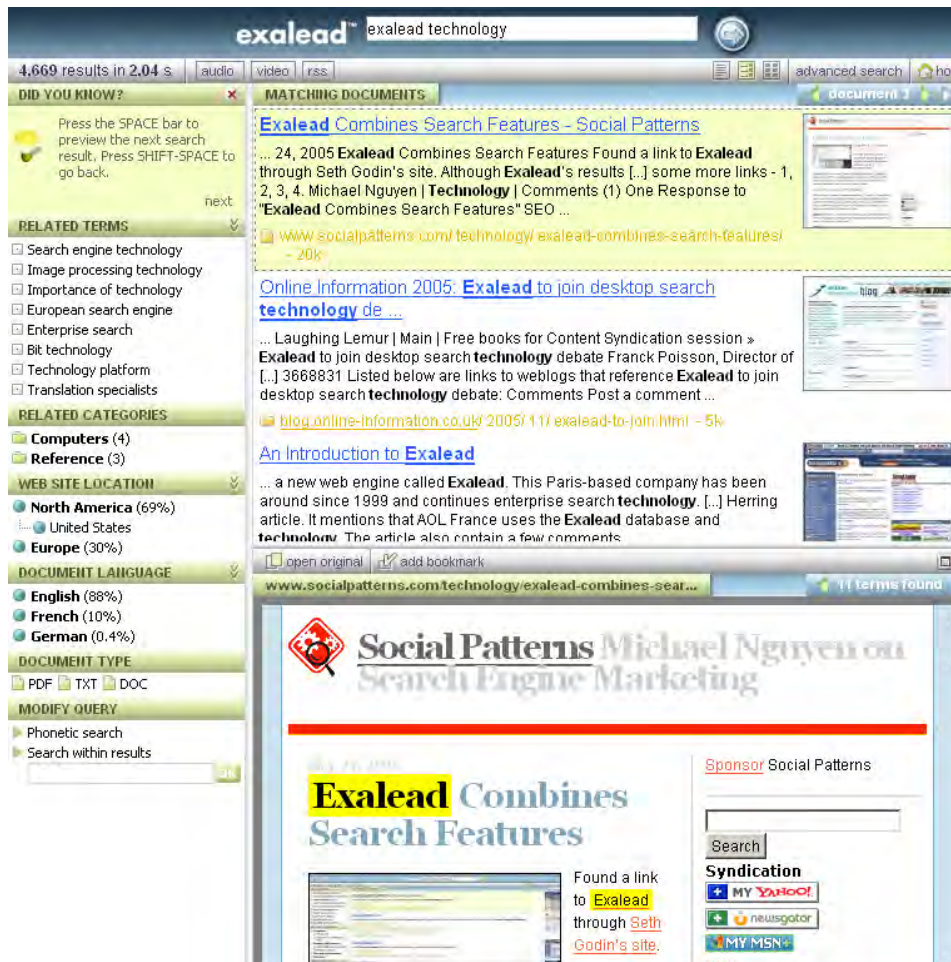 exalead™ exalead technology
4,669 results in 2.04 s audio video rss advanced search
DID YOU KNOW?
Press the SPACE bar to
preview the next search
result. Press SHIFT-SPACE to
go back.
next
RELATED TERMS
Search engine technology
Image processing technology
Importance of technology
European search engine
Enterprise search
Bit technology
Technology platform
Translation specialists
RELATED CATEGORIES
Computers (4)
Reference (3)
WEB SITE LOCATION
North America (69%)
United States
Europe (30%)
DOCUMENT LANGUAGE
English (88%)
French (10%)
German (0.4%)
DOCUMENT TYPE
PDF TXT DOC
MODIFY QUERY
Phonetic search
Search within results
MATCHING DOCUMENTS
Exalead Combines Search Features - Social Patterns
... 24, 2005 Exalead Combines Search Features Found a link to Exalead
through Seth Godin's site. Although Exalead's results [...] some more links - 1,
2, 3, 4. Michael Nguyen | Technology | Comments (1) One Response to
"Exalead Combines Search Features" SEO ...
www.socialpatterns.com/technology/exalead-combines-search-features/
- 20k
Online Information 2005: Exalead to join desktop search
technology de ...
... Laughing Lemur | Main | Free books for Content Syndication session »
Exalead to join desktop search technology debate Franck Poisson, Director of
[...] 3668831 Listed below are links to weblogs that reference Exalead to join
desktop search technology debate: Comments Post a comment ...
blog.online-information.co.uk/2005/11/exalead-to-join.html - 5k
An Introduction to Exalead
... a new web engine called Exalead. This Paris-based company has been
around since 1999 and continues enterprise search technology. [...] Herring
article. It mentions that AOL France uses the Exalead database and
technology. The article also contain a few comments
open original add bookmark
www.socialpatterns.com/technology/exalead-combines-sear... 11 terms found
Social Patterns Michael Nguyen on
Search Engine Marketing
Exalead Combines
Search Features
Found a link
to Exalead
through Seth
Godin's site.
Sponsor Social Patterns
Search
Syndication
MY YAHOO!
newsgator
MY MSN